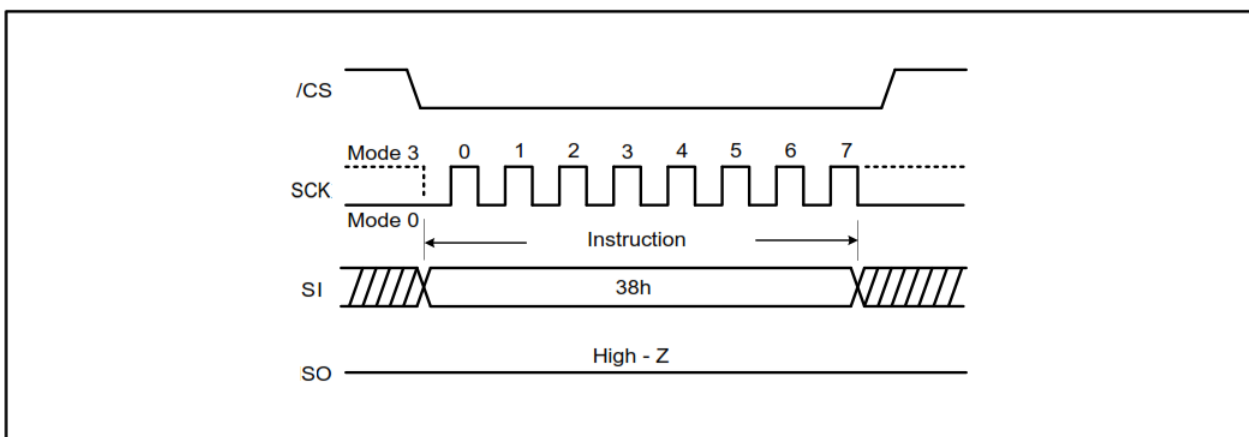 /CS
Mode 3 0 1 2 3 4 5 6 7
SCK
Mode 0
Instruction
SI 38h
High - Z
SO